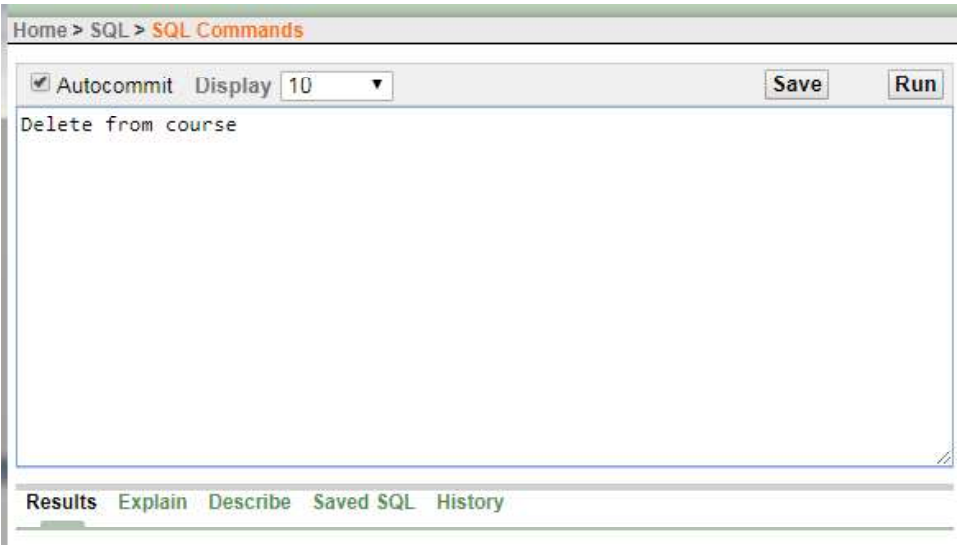 Home > SQL > SQL Commands
Autocommit Display 10 Save Run
Delete from course
Results Explain Describe Saved SQL History